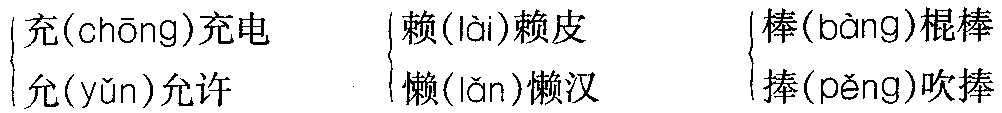 充(chōng)充电 赖(lài)赖皮 棒(bàng)棍棒
允(yǔn)允许 懒(lǎn)懒汉 捧(pěng)吹捧